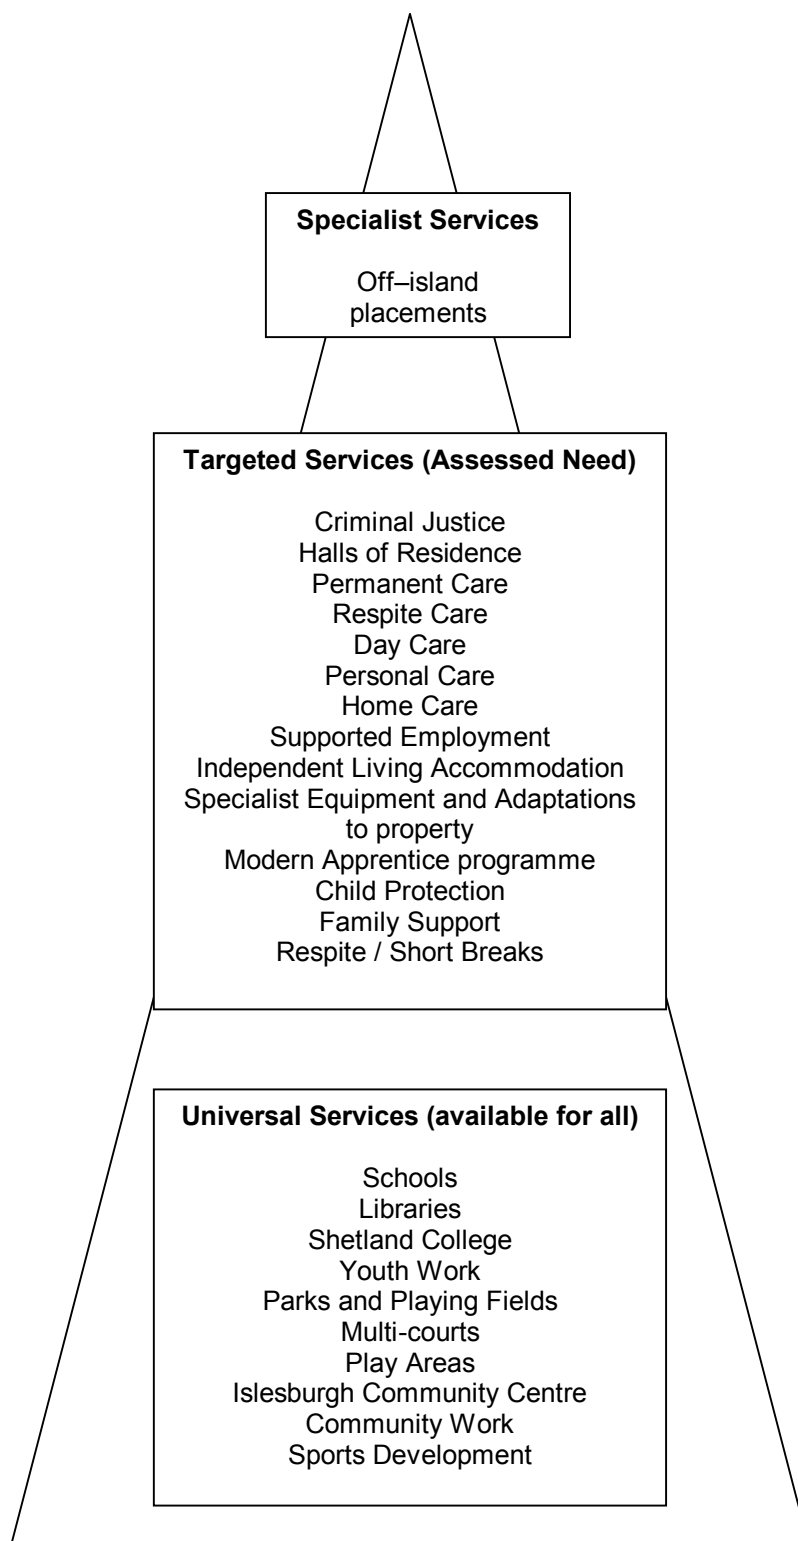 Specialist Services
Off–island
placements
Targeted Services (Assessed Need)
Criminal Justice
Halls of Residence
Permanent Care
Respite Care
Day Care
Personal Care
Home Care
Supported Employment
Independent Living Accommodation
Specialist Equipment and Adaptations
to property
Modern Apprentice programme
Child Protection
Family Support
Respite / Short Breaks
Universal Services (available for all)
Schools
Libraries
Shetland College
Youth Work
Parks and Playing Fields
Multi-courts
Play Areas
Islesburgh Community Centre
Community Work
Sports Development